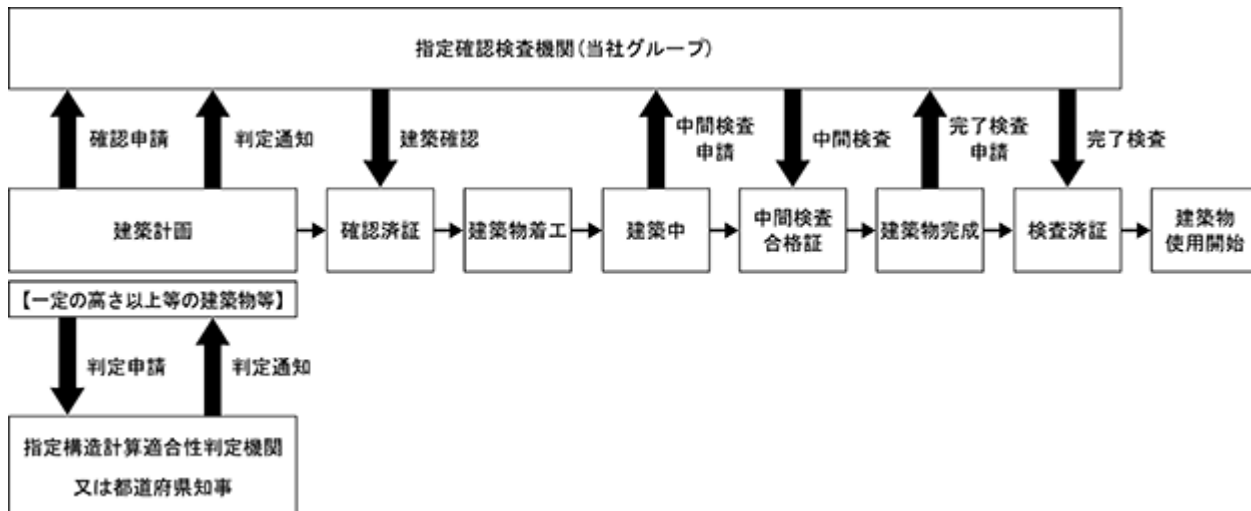 指定確認検査機関(当社グループ)
確認申請
判定通知
建築確認
中間検査
申請
中間検査
完了検査
申請
完了検査
建築計画
確認済証
建築物着工
建築中
中間検査
合格証
建築物完成
検査済証
建築物
使用開始
【一定の高さ以上等の建築物等】
判定申請
判定通知
指定構造計算適合性判定機関
又は都道府県知事